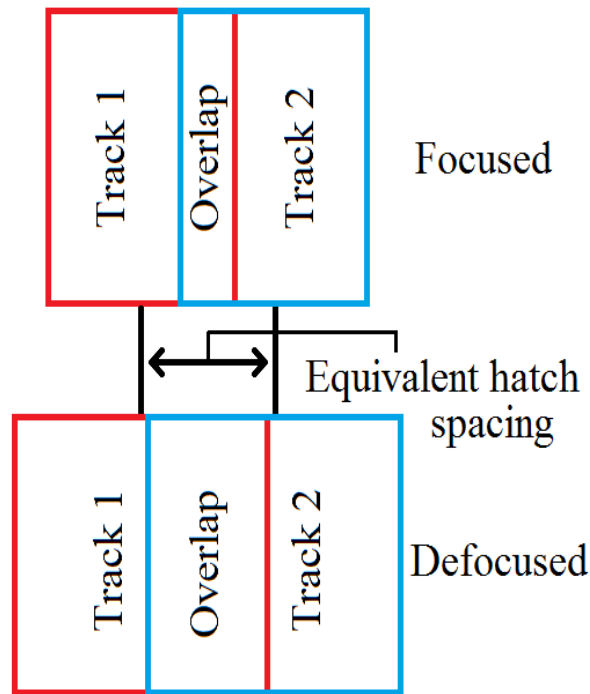 Track 1
Overlap
Track 2
Focused
Equivalent hatch
spacing
Track 1
Overlap
Track 2
Defocused